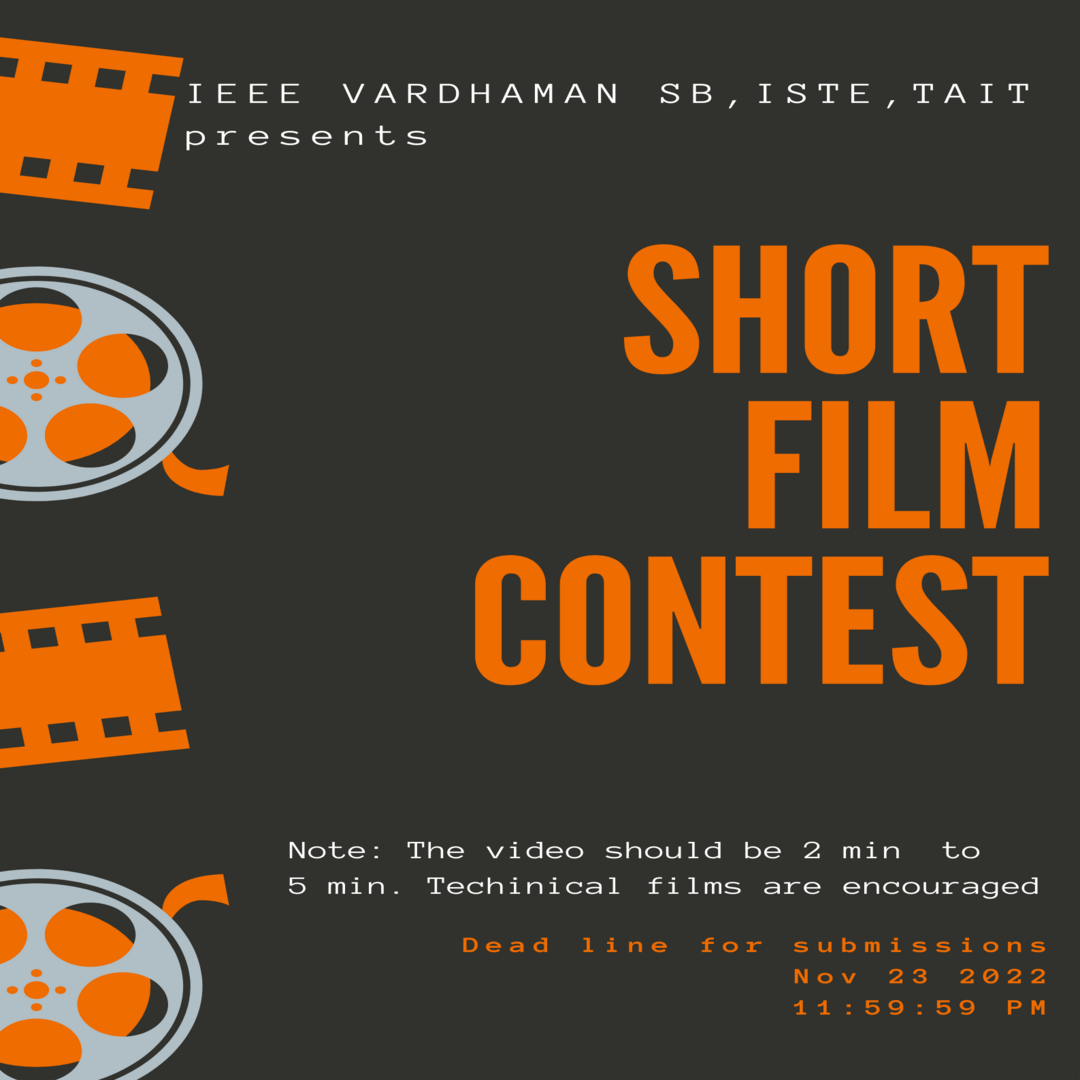 IEEE VARDHAMAN SB,ISTE,TAIT
presents
SHORT
FILM
CONTEST
Note: The video should be 2 min to
5 min. Techinical films are encouraged
Dead line for submissions
Nov 23 2022
11:59:59 PM